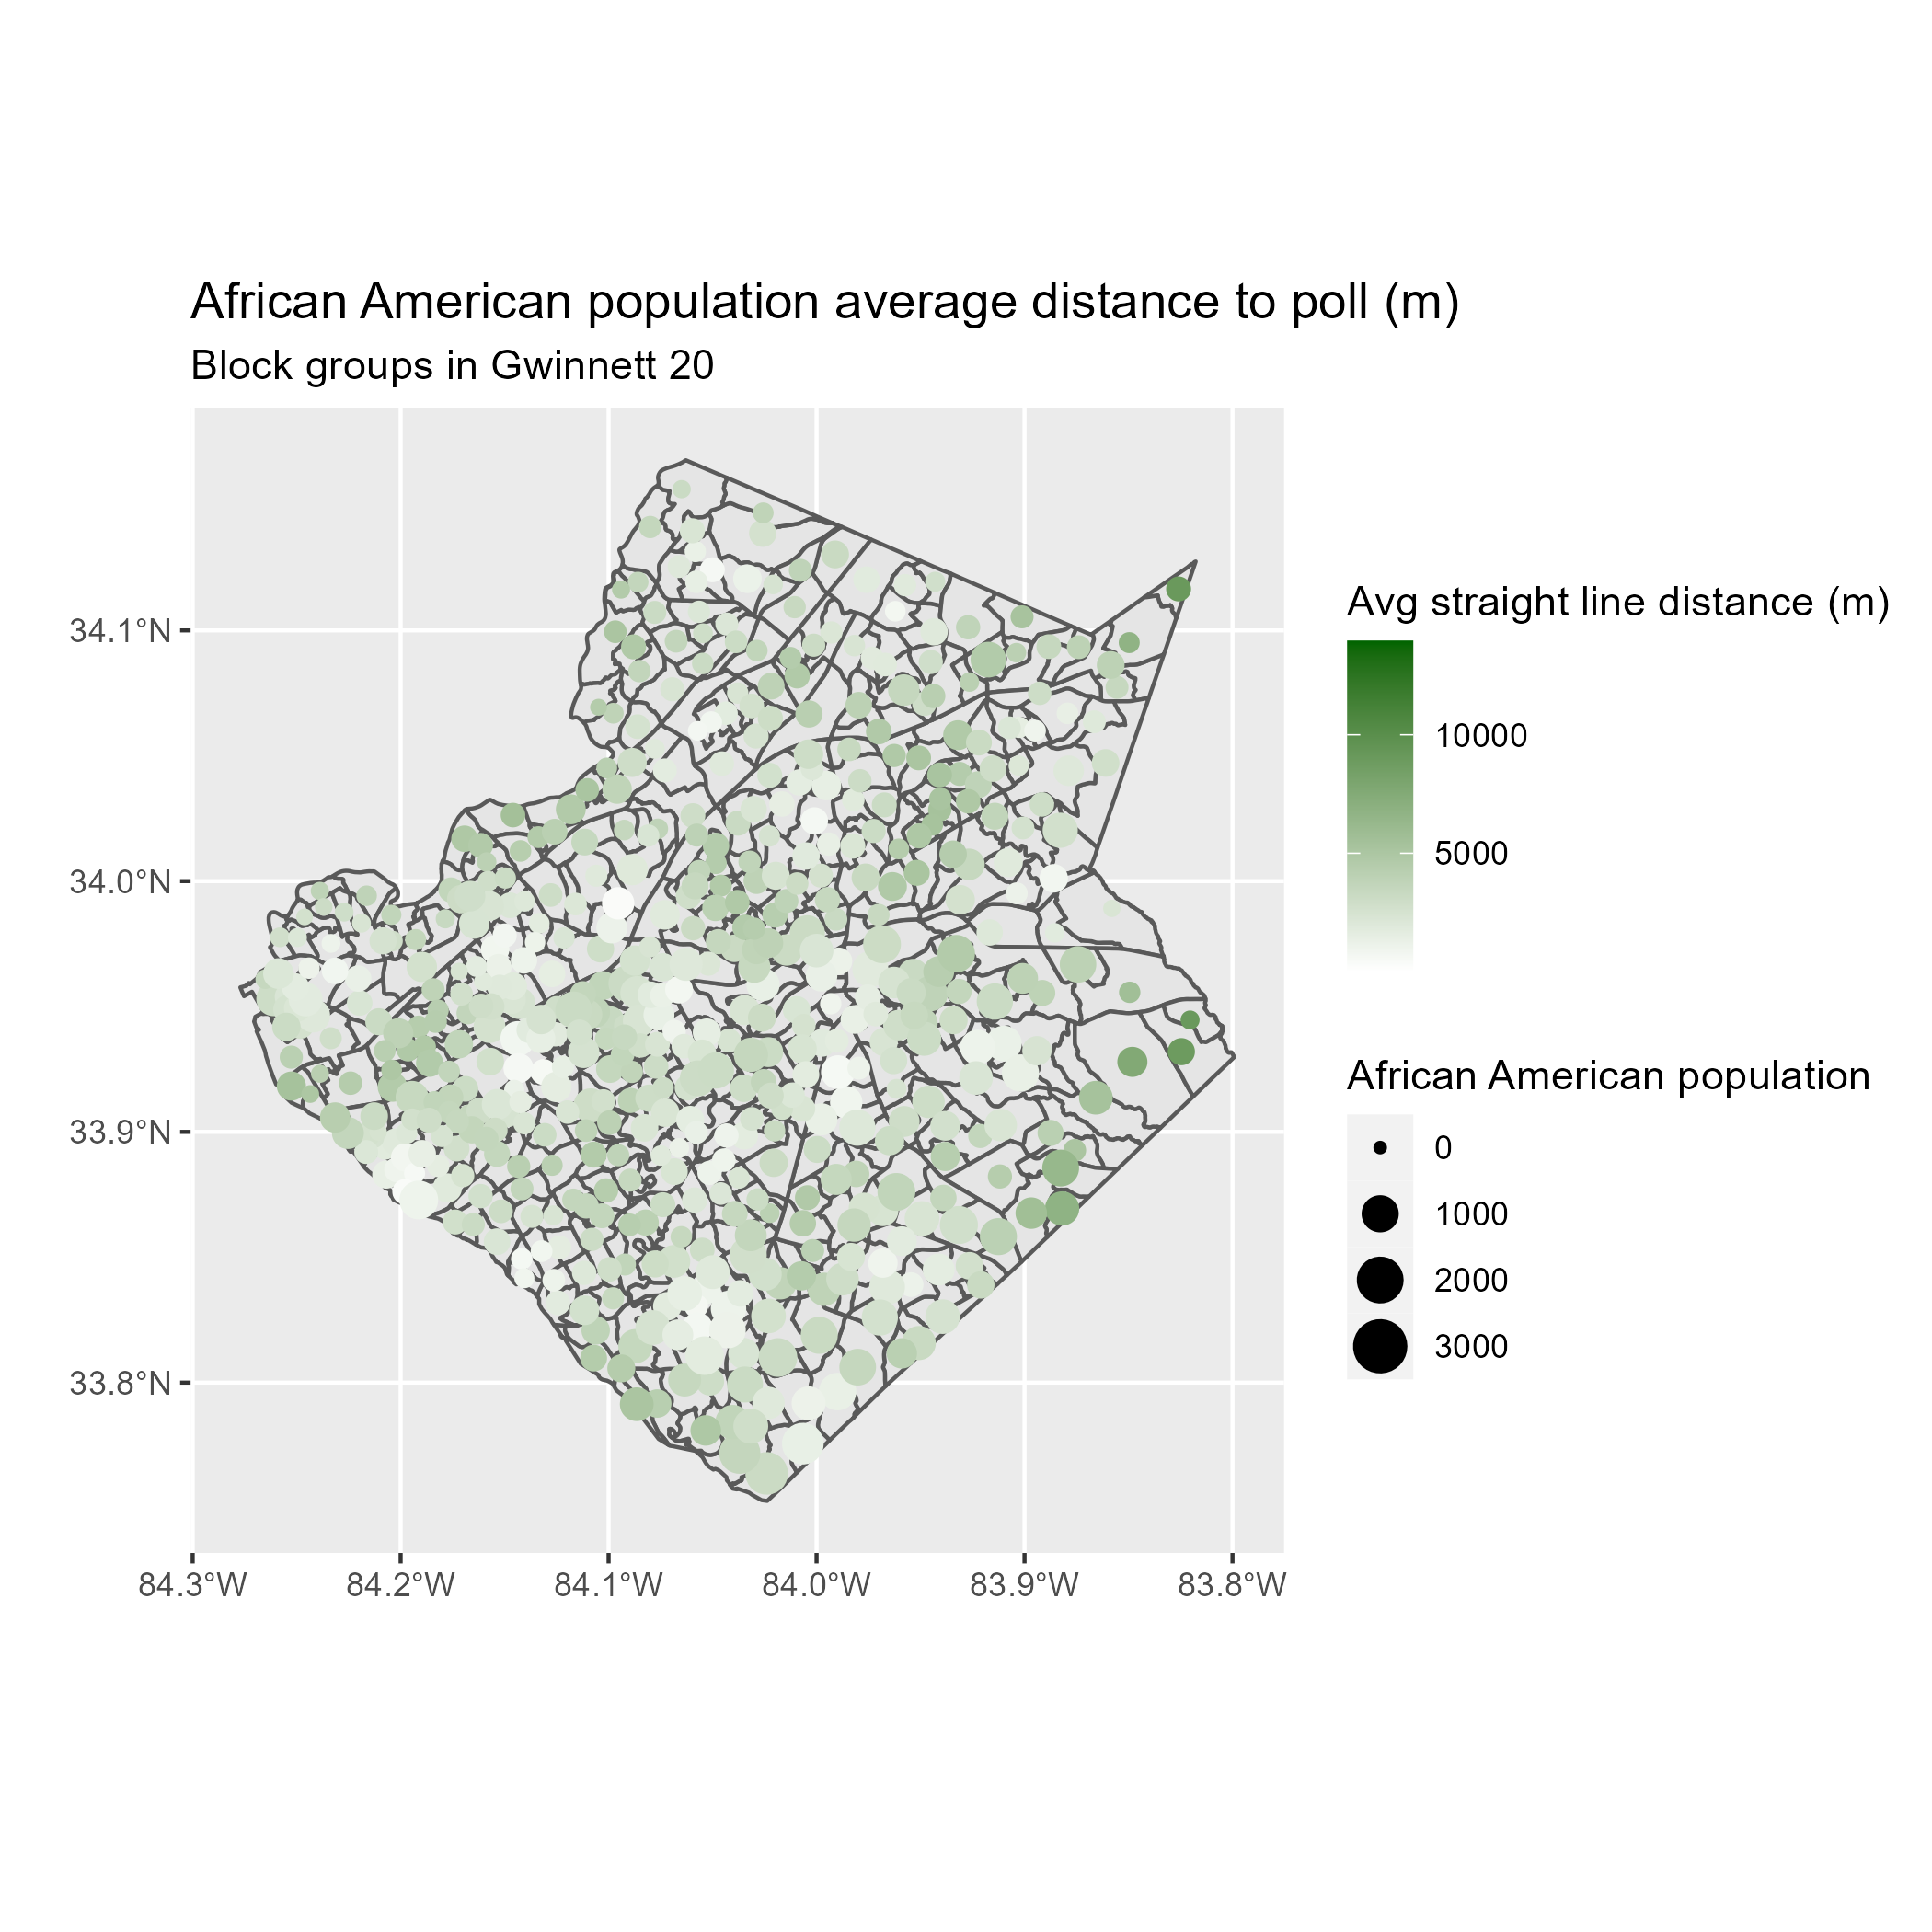 African American population average distance to poll (m)
Block groups in Gwinnett 20
34.1°N
34.0°N
33.9°N
33.8°N
84.3°W
84.2°W
84.1°W
84.0°W
83.9°W
83.8°W
Avg straight line distance (m)
10000
5000
African American population
0
1000
2000
3000